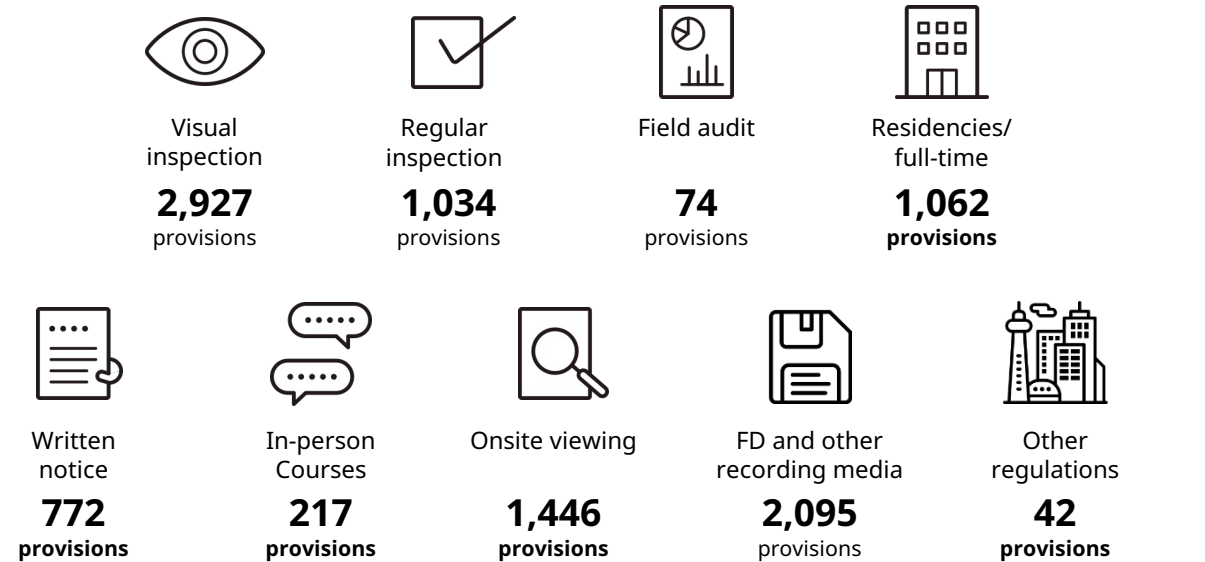 Visual
inspection
2,927
provisions
Regular
inspection
1,034
provisions
Field audit
74
provisions
Residencies/
full-time
1,062
provisions
Written
notice
772
provisions
In-person
Courses
217
provisions
Onsite viewing
1,446
provisions
FD and other
recording media
2,095
provisions
Other
regulations
42
provisions